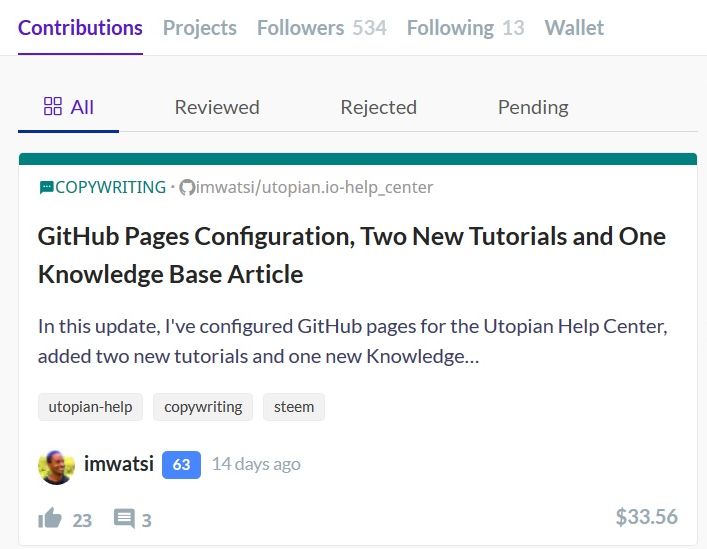 Contributions Projects Followers 534 Following 13 Wallet
All Reviewed Rejected Pending
COPYWRITING · imwatsi/utopian.io-help_center
GitHub Pages Configuration, Two New Tutorials and One
Knowledge Base Article
In this update, I've configured GitHub pages for the Utopian Help Center,
added two new tutorials and one new Knowledge...
utopian-help copywriting steem
imwatsi 63 14 days ago
23 3 $33.56